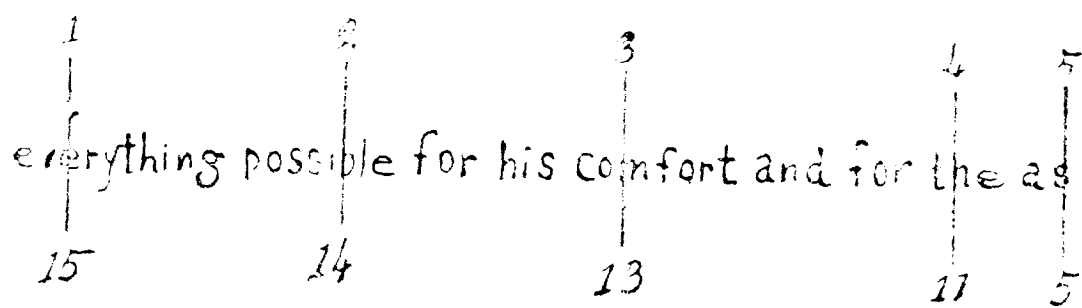 1 2 3 4 5
everything possible for his comfort and for the as
15 14 13 11 5